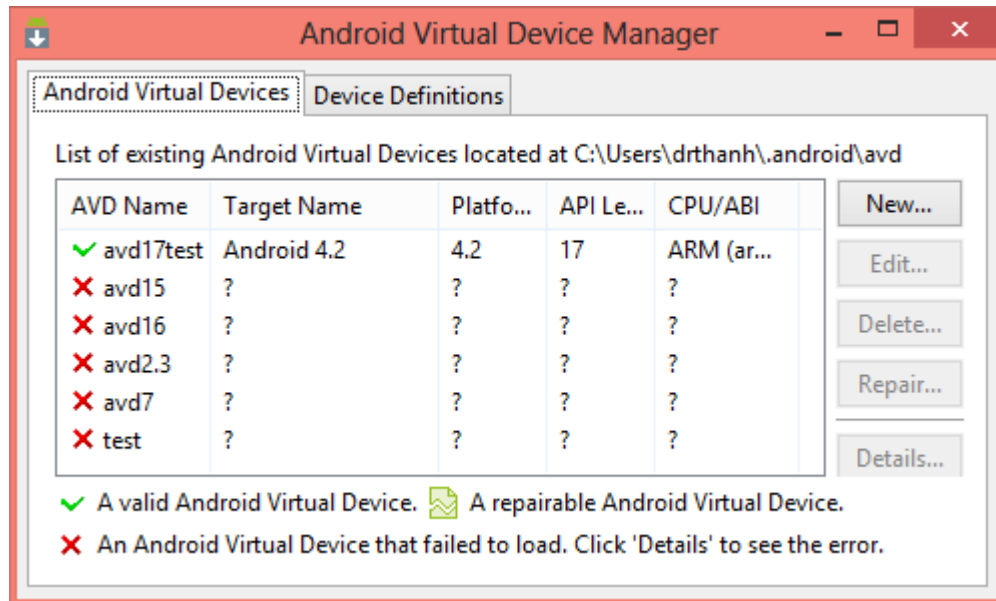 Android Virtual Device Manager
Android Virtual Devices Device Definitions
List of existing Android Virtual Devices located at C:\Users\drthanh\.android\avd
AVD Name Target Name Platfo... API Le... CPU/ABI
avd17test Android 4.2 4.2 17 ARM (ar...
avd15 ? ? ? ?
avd16 ? ? ? ?
avd2.3 ? ? ? ?
avd7 ? ? ? ?
test ? ? ? ?
New...
Edit...
Delete...
Repair...
Details...
A valid Android Virtual Device. A repairable Android Virtual Device.
An Android Virtual Device that failed to load. Click 'Details' to see the error.